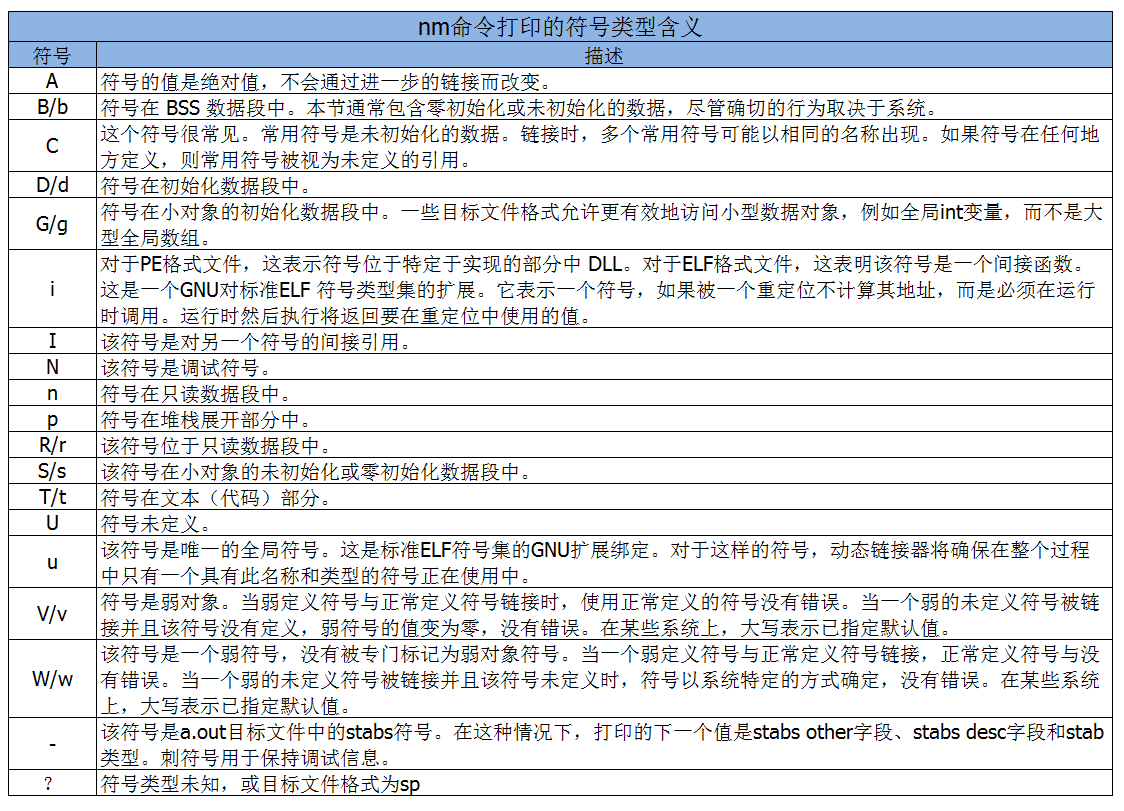 nm命令打印的符号类型含义
符号 描述
A 符号的值是绝对值，不会通过进一步的链接而改变。
B/b 符号在 BSS 数据段中。本节通常包含零初始化或未初始化的数据，尽管确切的行为取决于系统。
C 这个符号很常见。常用符号是未初始化的数据。链接时，多个常用符号可能以相同的名称出现。如果符号在任何地
方定义，则常用符号被视为未定义的引用。
D/d 符号在初始化数据段中。
G/g 符号在小对象的初始化数据段中。一些目标文件格式允许更有效地访问小型数据对象，例如全局int变量，而不是大
型全局数组。
i 对于PE格式文件，这表示符号位于特定于实现的部分中 DLL。对于ELF格式文件，这表明该符号是一个间接函数。
这是一个GNU对标准ELF 符号类型集的扩展。它表示一个符号，如果被一个重定位不计算其地址，而是必须在运行
时调用。运行时然后执行将返回要在重定位中使用的值。
I 该符号是对另一个符号的间接引用。
N 该符号是调试符号。
n 符号在只读数据段中。
p 符号在堆栈展开部分中。
R/r 该符号位于只读数据段中。
S/s 该符号在小对象的未初始化或零初始化数据段中。
T/t 符号在文本（代码）部分。
U 符号未定义。
u 该符号是唯一的全局符号。这是标准ELF符号集的GNU扩展绑定。对于这样的符号，动态链接器将确保在整个过程
中只有一个具有此名称和类型的符号正在使用中。
V/v 符号是弱对象。当弱定义符号与正常定义符号链接时，使用正常定义的符号没有错误。当一个弱的未定义符号被链
接并且该符号没有定义，弱符号的值变为零，没有错误。在某些系统上，大写表示已指定默认值。
W/w 该符号是一个弱符号，没有被专门标记为弱对象符号。当一个弱定义符号与正常定义符号链接，正常定义符号与没
有错误。当一个弱的未定义符号被链接并且该符号未定义时，符号以系统特定的方式确定，没有错误。在某些系统
上，大写表示已指定默认值。
- 该符号是a.out目标文件中的stabs符号。在这种情况下，打印的下一个值是stabs other字段、stabs desc字段和stab
类型。刺符号用于保持调试信息。
？ 符号类型未知，或目标文件格式为sp